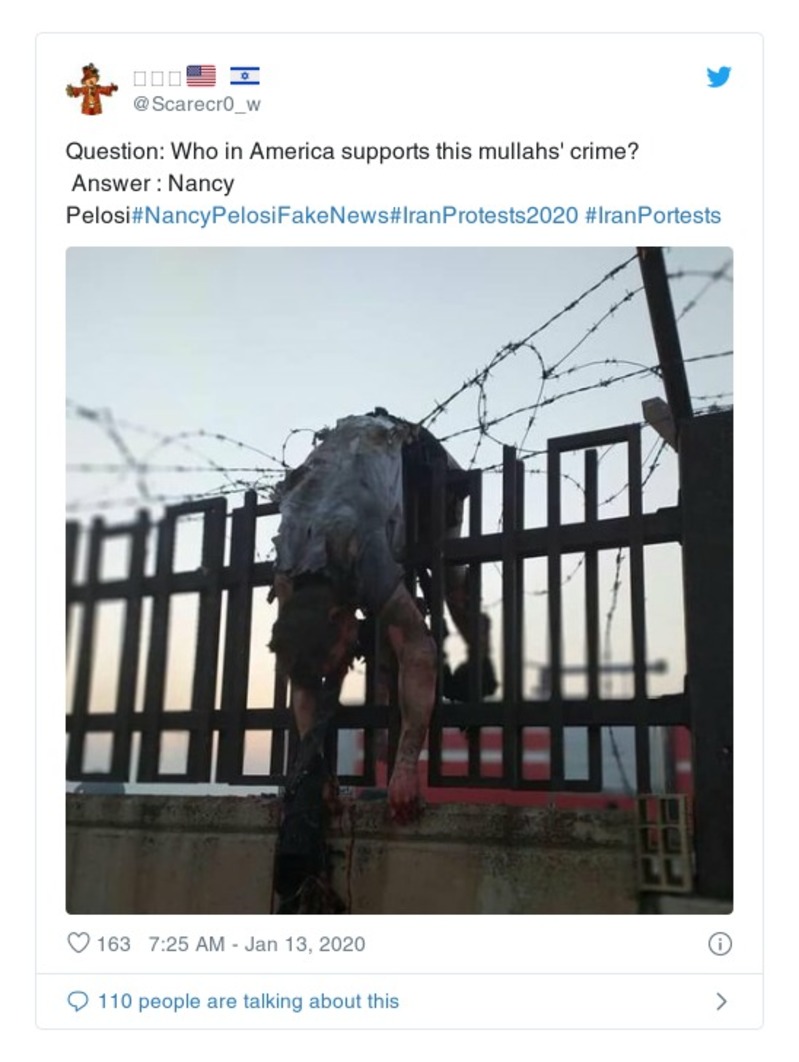 @Scarecr0_w
Question: Who in America supports this mullahs' crime?
Answer : Nancy
Pelosi#NancyPelosiFakeNews#IranProtests2020 #IranPortests
163 7:25 AM - Jan 13, 2020
110 people are talking about this